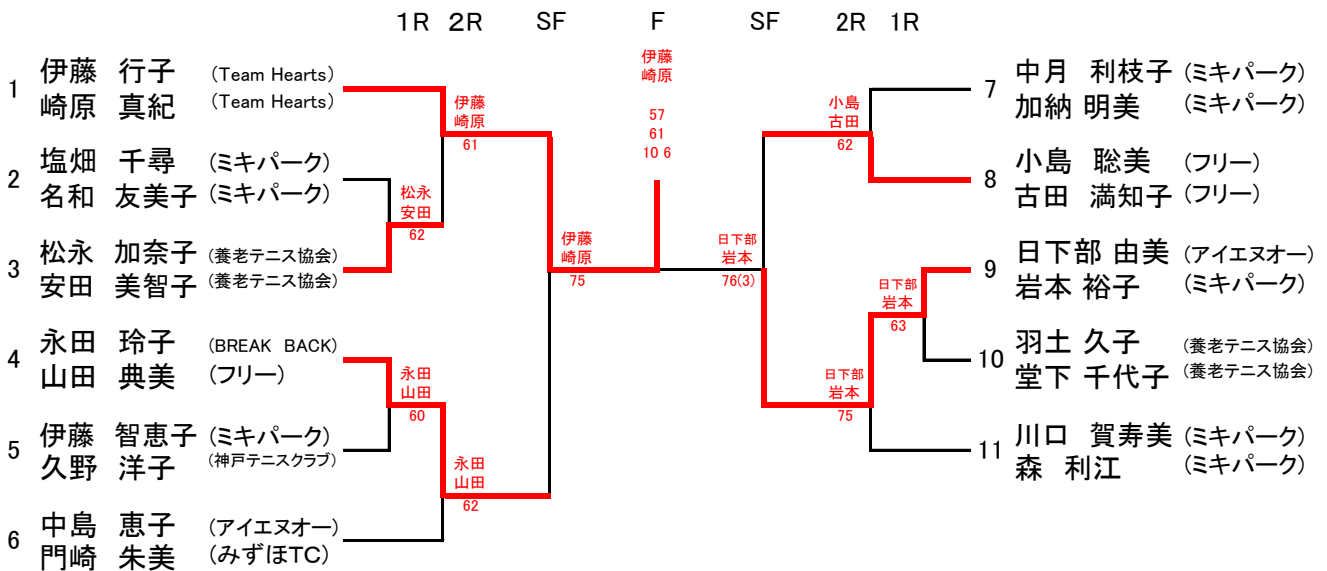 1R 2R SF F SF 2R 1R
1
伊藤 行子 (Team Hearts)
崎原 真紀 (Team Hearts)
2
塩畑 千尋 (ミキパーク)
名和 友美子 (ミキパーク)
3
松永 加奈子 (養老テニス協会)
安田 美智子 (養老テニス協会)
4
永田 玲子 (BREAK BACK)
山田 典美 (フリー)
5
伊藤 智恵子 (ミキパーク)
久野 洋子 (神戸テニスクラブ)
6
中島 恵子 (アイエヌオー)
門崎 朱美 (みずほTC)
松永
安田
62
永田
山田
60
伊藤
崎原
61
永田
山田
62
伊藤
崎原
75
伊藤
崎原
57
61
10 6
日下部
岩本
76(3)
小島
古田
62
日下部
岩本
75
日下部
岩本
63
7
中月 利枝子 (ミキパーク)
加納 明美 (ミキパーク)
8
小島 聡美 (フリー)
古田 満知子 (フリー)
9
日下部 由美 (アイエヌオー)
岩本 裕子 (ミキパーク)
10
羽土 久子 (養老テニス協会)
堂下 千代子 (養老テニス協会)
11
川口 賀寿美 (ミキパーク)
森 利江 (ミキパーク)